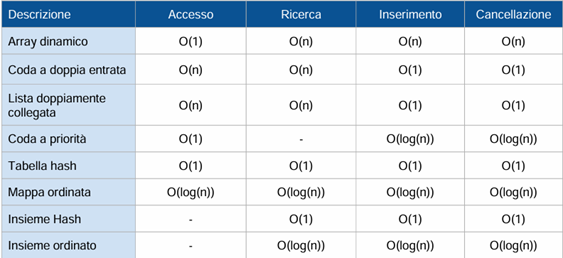 Descrizione Accesso Ricerca Inserimento Cancellazione
Array dinamico O(1) O(n) O(n) O(n)
Coda a doppia entrata O(n) O(n) O(1) O(1)
Lista doppiamente
collegata O(n) O(n) O(1) O(1)
Coda a priorità O(1) - O(log(n)) O(log(n))
Tabella hash O(1) O(1) O(1) O(1)
Mappa ordinata O(log(n)) O(log(n)) O(log(n)) O(log(n))
Insieme Hash - O(1) O(1) O(1)
Insieme ordinato - O(log(n)) O(log(n)) O(log(n))